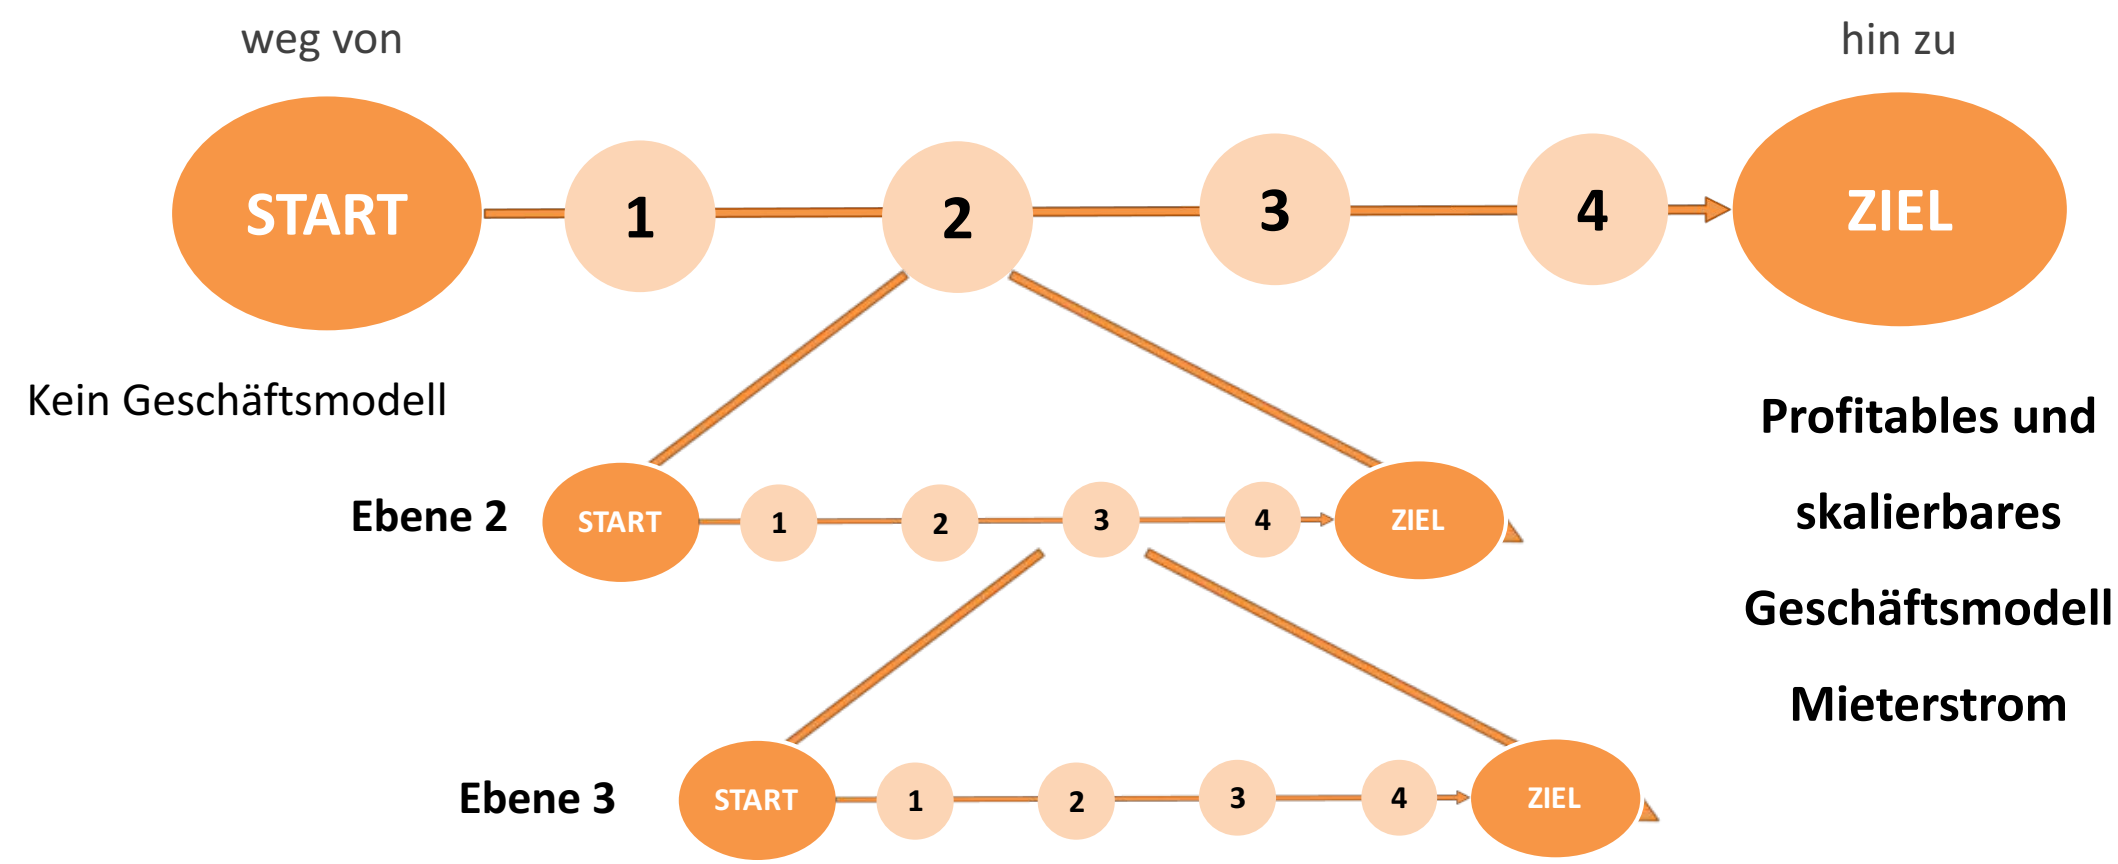 weg von
hin zu
START
1
2
3
4
ZIEL
Kein Geschäftsmodell
Profitables und
skalierbares
Geschäftsmodell
Mieterstrom
Ebene 2
START
1
2
3
4
ZIEL
Ebene 3
START
1
2
3
4
ZIEL